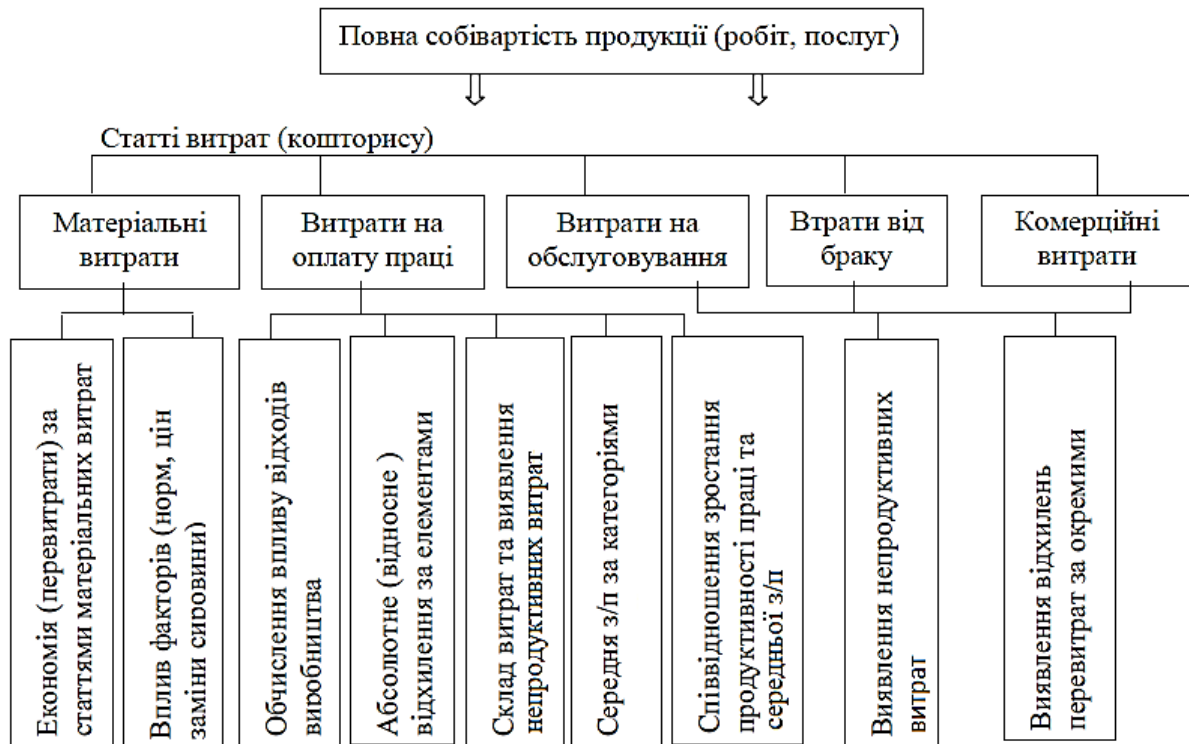 Повна собівартість продукції (робіт, послуг)
Статті витрат (кошторису)
Матеріальні
витрати
Витрати на
оплату праці
Витрати на
обслуговування
Втрати від
браку
Комерційні
витрати
Економія (перевитрати) за
статтями матеріальних витрат
Вплив факторів (норм, цін
заміни сировини)
Обчислення впливу відходів
виробництва
Абсолютне (відносне )
відхилення за елементами
Склад витрат та виявлення
непродуктивних витрат
Середня з/п за категоріями
Співвідношення зростання
продуктивності праці та
середньої з/п
Виявлення непродуктивних
витрат
Виявлення відхилень
перевитрат за окремими